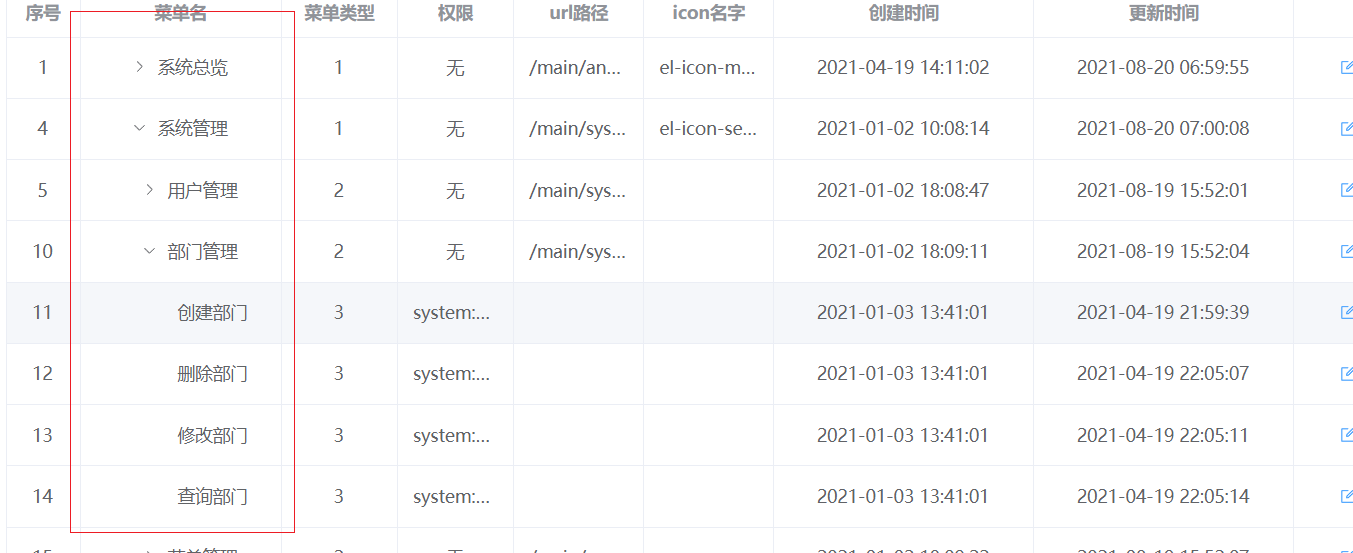 序号 菜单名 菜单类型 权限 url路径 icon名字 创建时间 更新时间
1 系统总览 1 无 /main/an... el-icon-m... 2021-04-19 14:11:02 2021-08-20 06:59:55
4 系统管理 1 无 /main/sys... el-icon-se... 2021-01-02 10:08:14 2021-08-20 07:00:08
5 用户管理 2 无 /main/sys... 2021-01-02 18:08:47 2021-08-19 15:52:01
10 部门管理 2 无 /main/sys... 2021-01-02 18:09:11 2021-08-19 15:52:04
11 创建部门 3 system:... 2021-01-03 13:41:01 2021-04-19 21:59:39
12 删除部门 3 system:... 2021-01-03 13:41:01 2021-04-19 22:05:07
13 修改部门 3 system:... 2021-01-03 13:41:01 2021-04-19 22:05:11
14 查询部门 3 system:... 2021-01-03 13:41:01 2021-04-19 22:05:14